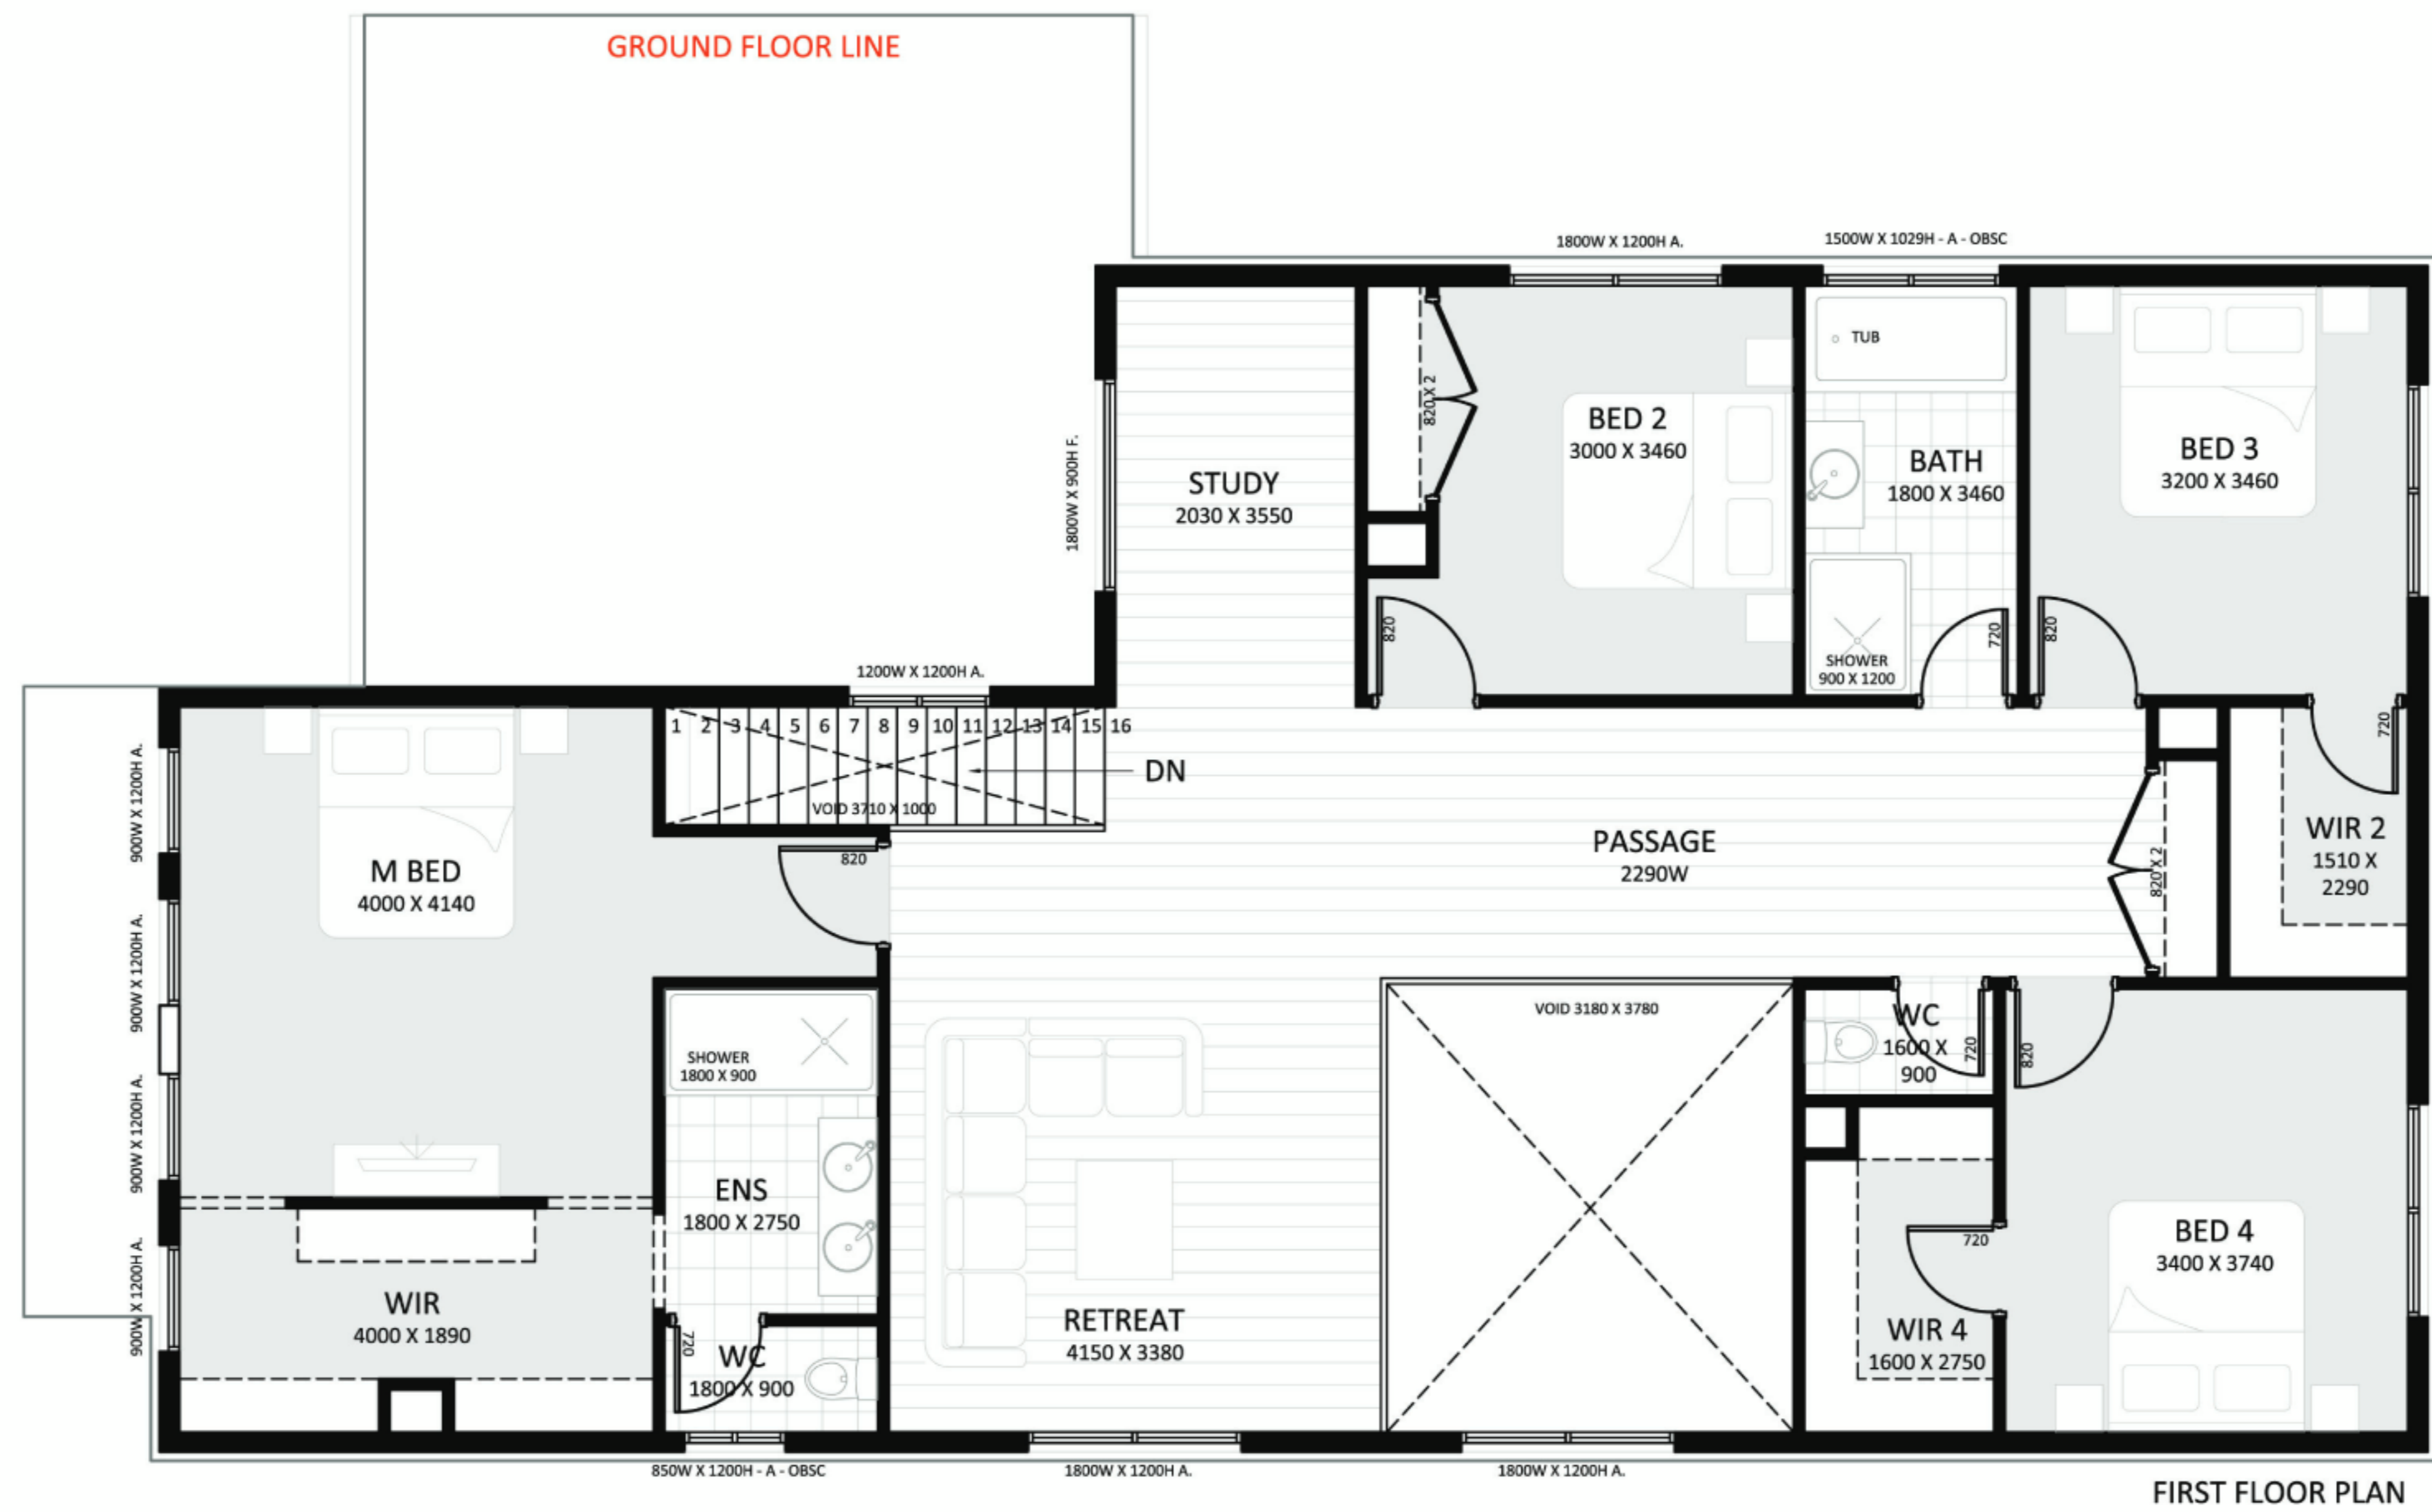 GROUND FLOOR LINE
1800W X 1200H A.
1500W X 1029H - A - OBSC
TUB
820 X 2
BED 2
3000 X 3460
BATH
1800 X 3460
BED 3
3200 X 3460
1800W X 900H F.
STUDY
2030 X 3550
820
720
820
SHOWER
900 X 1200
1200W X 1200H A.
1 2 3 4 5 6 7 8 9 10 11 12 13 14 15 16
DN
VOID 3710 X 1000
720
900W X 1200H A.
M BED
4000 X 4140
820
PASSAGE
2290W
820 X 2
WIR 2
1510 X
2290
900W X 1200H A.
VOID 3180 X 3780
WC
1600 X
900
720
820
SHOWER
1800 X 900
900W X 1200H A.
ENS
1800 X 2750
720
BED 4
3400 X 3740
900W X 1200H A.
WIR
4000 X 1890
RETREAT
4150 X 3380
WIR 4
1600 X 2750
720
WC
1800 X 900
850W X 1200H - A - OBSC
1800W X 1200H A.
1800W X 1200H A.
FIRST FLOOR PLAN